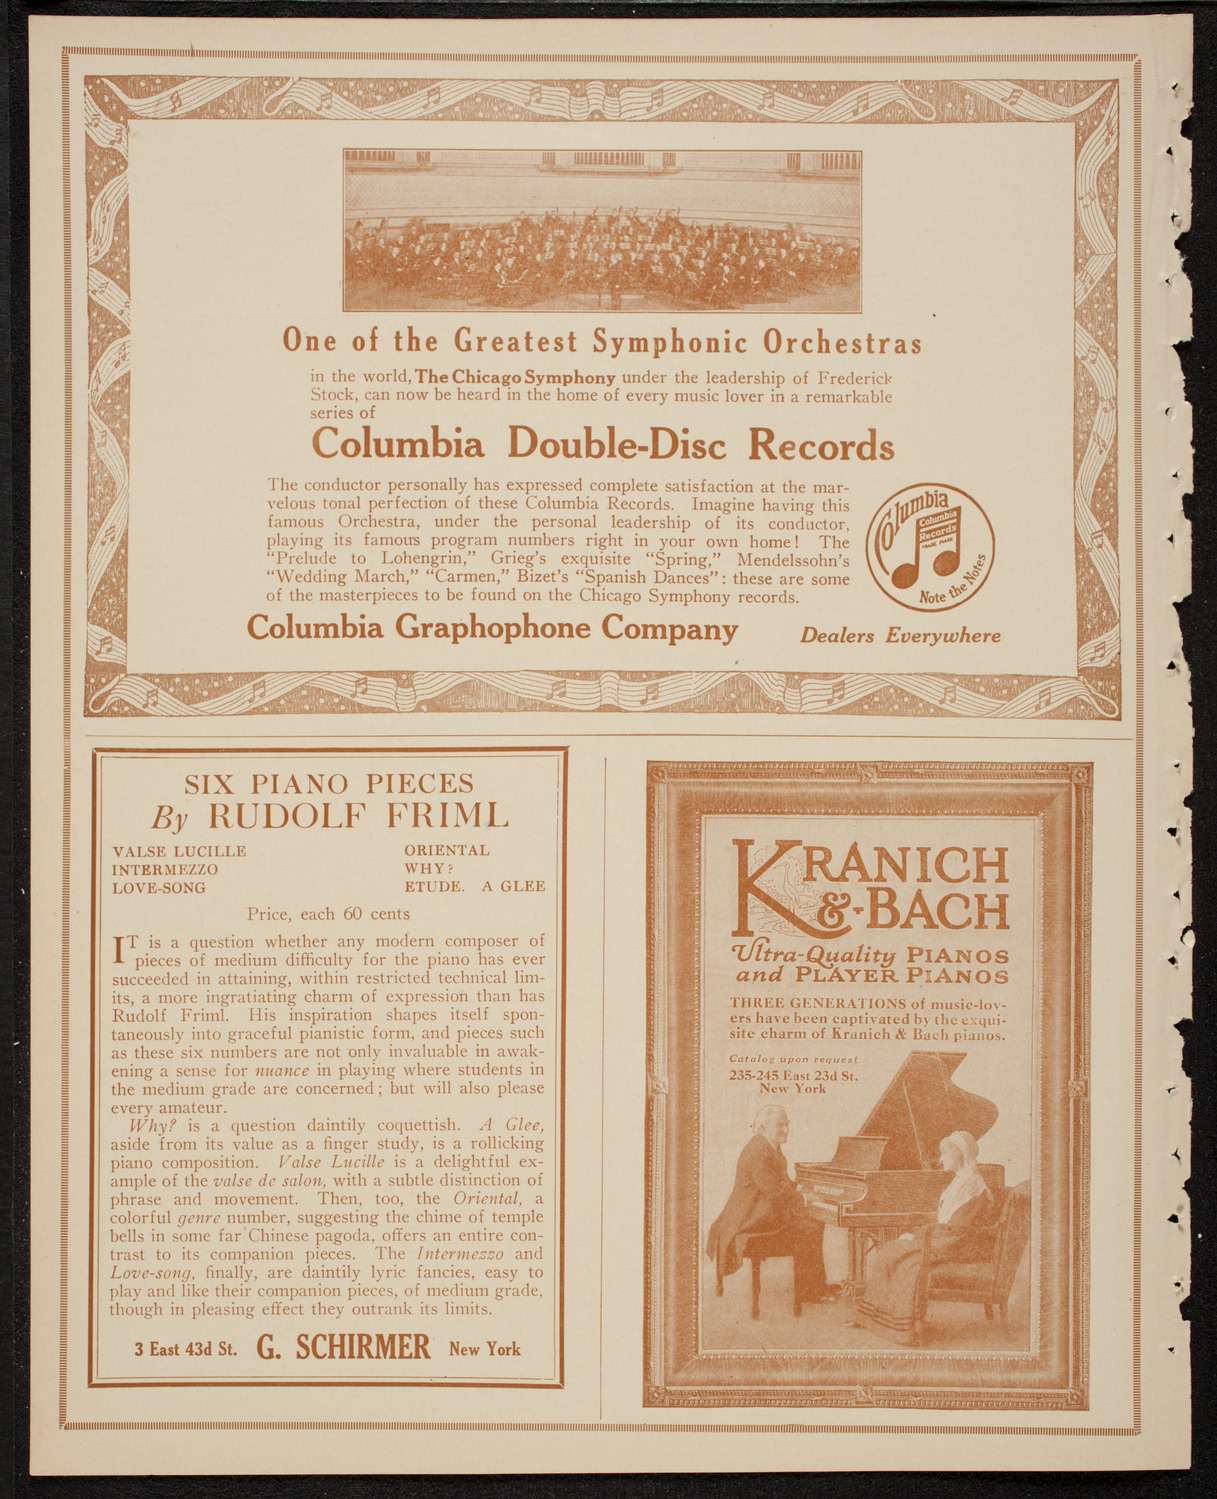 One of the Greatest Symphonic Orchestras
in the world, The Chicago Symphony under the leadership of Frederick
Stock, can now be heard in the home of every music lover in a remarkable
series of
Columbia Double-Disc Records
The conductor personally has expressed complete satisfaction at the mar-
velous tonal perfection of these Columbia Records. Imagine having this
famous Orchestra, under the personal leadership of its conductor,
playing its famous program numbers right in your own home! The
"Prelude to Lohengrin," Grieg's exquisite "Spring," Mendelssohn's
"Wedding March," "Carmen," Bizet's "Spanish Dances": these are some
of the masterpieces to be found on the Chicago Symphony records.
Columbia
Columbia
Records
TRADE MARK
Note the Notes
Columbia Graphophone Company
Dealers Everywhere
SIX PIANO PIECES
By RUDOLF FRIML
VALSE LUCILLE ORIENTAL
INTERMEZZO WHY?
LOVE-SONG ETUDE. A GLEE
Price, each 60 cents
IT is a question whether any modern composer of
pieces of medium difficulty for the piano has ever
succeeded in attaining, within restricted technical lim-
its, a more ingratiating charm of expression than has
Rudolf Friml. His inspiration shapes itself spon-
taneously into graceful pianistic form, and pieces such
as these six numbers are not only invaluable in awak-
ening a sense for nuance in playing where students in
the medium grade are concerned; but will also please
every amateur.
Why? is a question daintily coquettish. A Glee,
aside from its value as a finger study, is a rollicking
piano composition. Valse Lucille is a delightful ex-
ample of the valse de salon, with a subtle distinction of
phrase and movement. Then, too, the Oriental, a
colorful genre number, suggesting the chime of temple
bells in some far Chinese pagoda, offers an entire con-
trast to its companion pieces. The Intermezzo and
Love-song, finally, are daintily lyric fancies, easy to
play and like their companion pieces, of medium grade,
though in pleasing effect they outrank its limits.
3 East 43d St. G. SCHIRMER New York
KRANICH
&-BACH
Ultra-Quality PIANOS
and PLAYER PIANOS
THREE GENERATIONS of music-lov-
ers have been captivated by the exqui-
site charm of Kranich & Bach pianos.
Catalog upon request
235-245 East 23d St.
New York